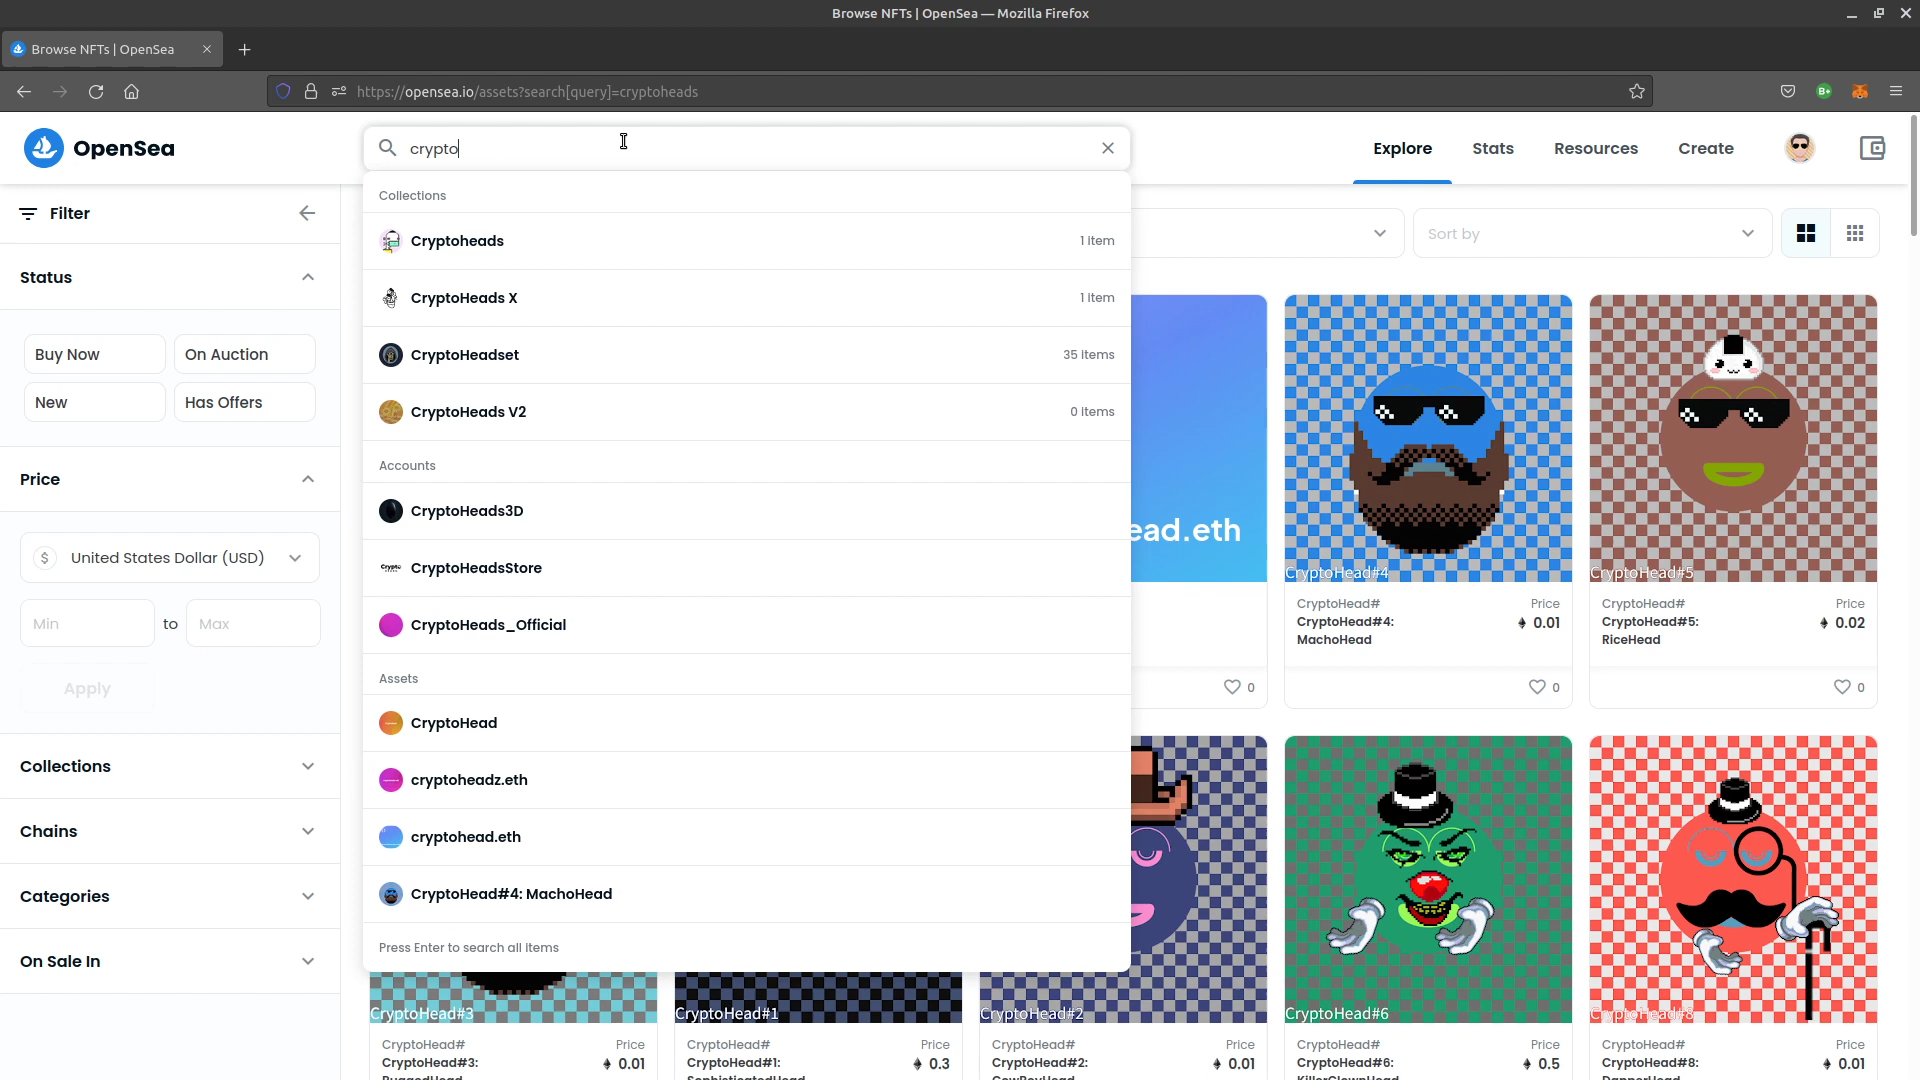 Browse NFTs | OpenSea — Mozilla Firefox
Browse NFTs | OpenSea
https://opensea.io/assets?search[query]=cryptoheads
B+
OpenSea
crypto
Explore
Stats
Resources
Create
Filter
Status
Buy Now
On Auction
New
Has Offers
Price
$ United States Dollar (USD)
Min
to
Max
Apply
Collections
Chains
Categories
On Sale In
Collections
Cryptoheads
1 Item
CryptoHeads X
1 Item
CryptoHeadset
35 Items
CryptoHeads V2
0 Items
Accounts
CryptoHeads3D
CryptoHeadsStore
CryptoHeads_Official
Assets
CryptoHead
cryptoheadz.eth
cryptohead.eth
CryptoHead#4: MachoHead
Press Enter to search all items
Sort by
ead.eth
0
CryptoHead#4
CryptoHead#
Price
CryptoHead#4:
0.01
MachoHead
0
CryptoHead#5
CryptoHead#
Price
CryptoHead#5:
0.02
RiceHead
0
CryptoHead#3
CryptoHead#
Price
CryptoHead#3:
0.01
RuggedHead
CryptoHead#1
CryptoHead#
Price
CryptoHead#1:
0.3
SophisticatedHead
CryptoHead#2
CryptoHead#
Price
CryptoHead#2:
0.01
CowBoyHead
CryptoHead#6
CryptoHead#
Price
CryptoHead#6:
0.5
KillerClownHead
CryptoHead#8
CryptoHead#
Price
CryptoHead#8:
0.01
DapperHead